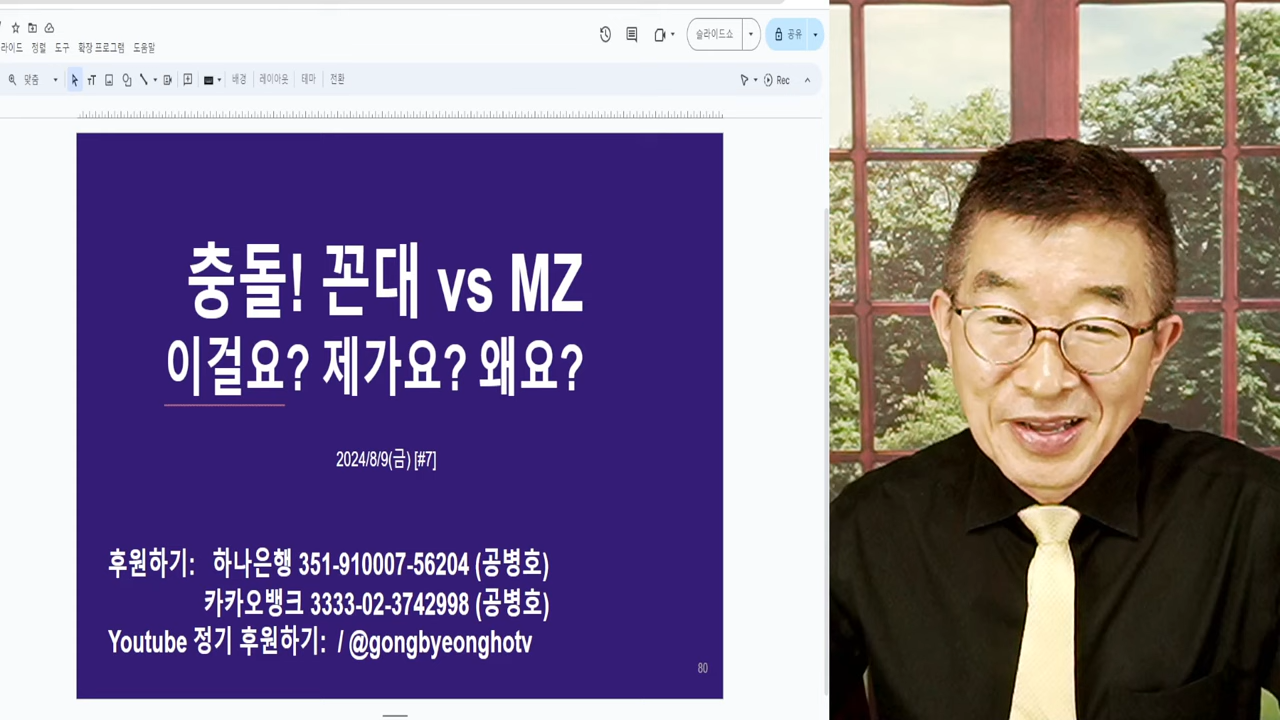 라이드 정렬 도구 확장 프로그램 도움말
슬라이드쇼
공유
맞춤
배경 레이아웃 테마 전환
Rec
충돌! 꼰대 vs MZ
이걸요? 제가요? 왜요?
2024/8/9(금) [#7]
후원하기: 하나은행 351-910007-56204 (공병호)
카카오뱅크 3333-02-3742998 (공병호)
Youtube 정기 후원하기: / @gongbyeonghotv
80